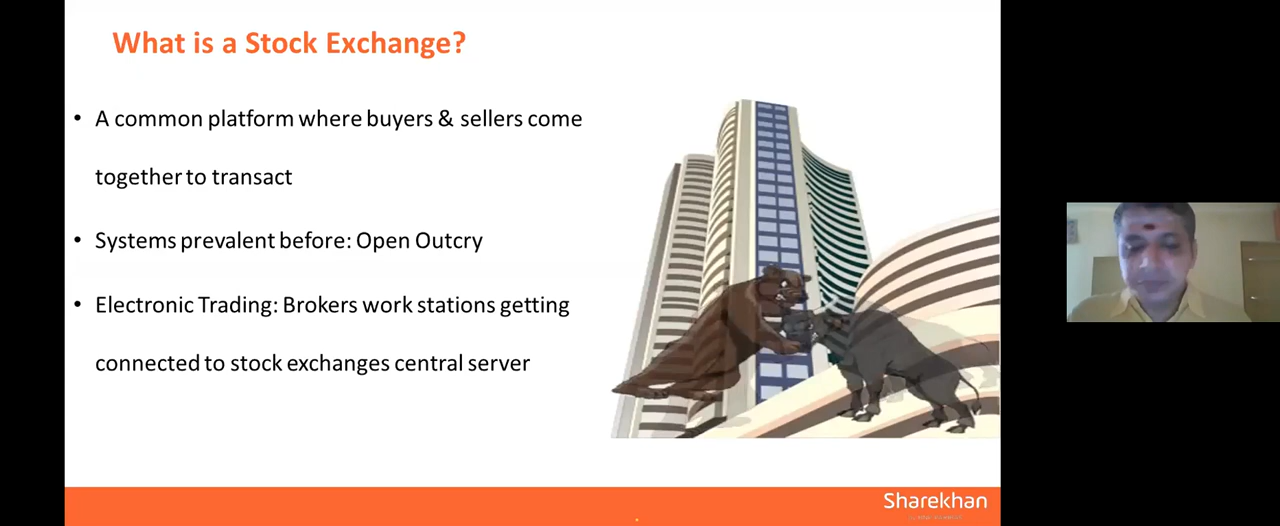 What is a Stock Exchange?
• A common platform where buyers & sellers come
together to transact
• Systems prevalent before: Open Outcry
• Electronic Trading: Brokers work stations getting
connected to stock exchanges central server
Sharekhan